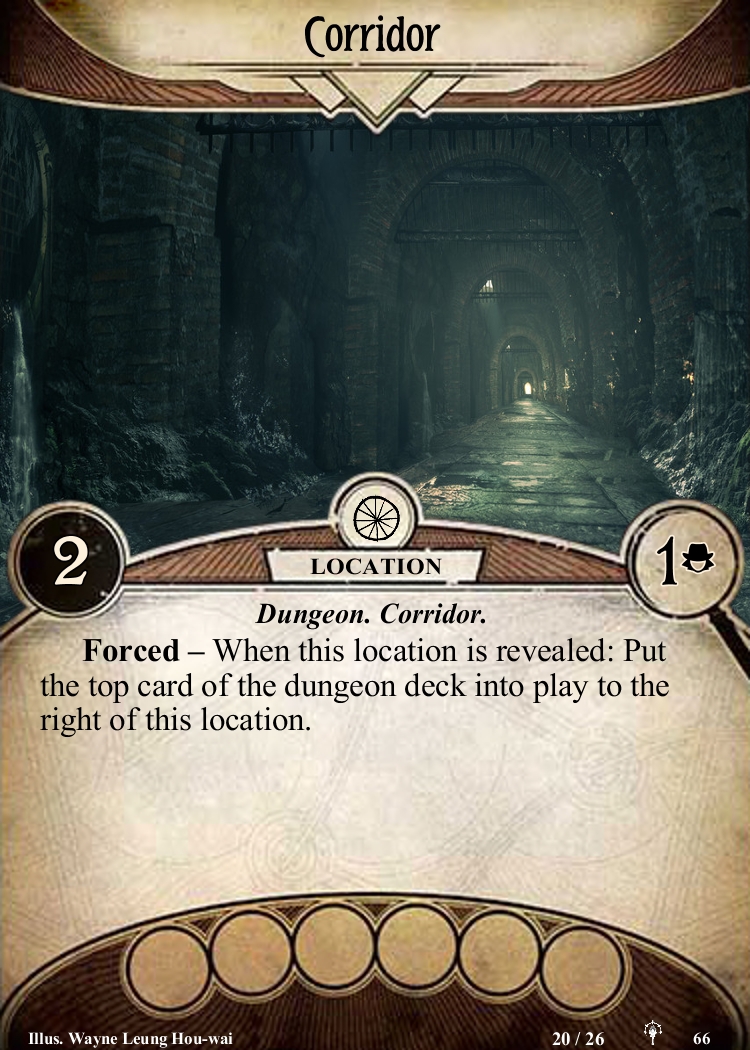 Corridor
2
LOCATION
1
Dungeon. Corridor.
Forced – When this location is revealed: Put
the top card of the dungeon deck into play to the
right of this location.
Illus. Wayne Leung Hou-wai
20 / 26
66